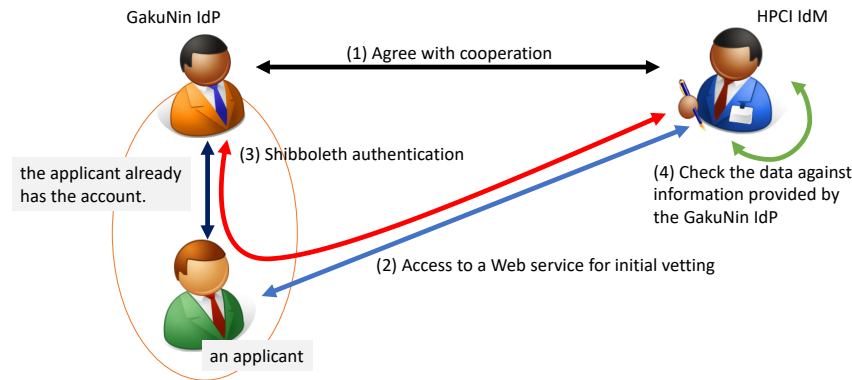 GakuNin IdP
HPCI IdM
(1) Agree with cooperation
(3) Shibboleth authentication
the applicant already
has the account.
(4) Check the data against
information provided by
the GakuNin IdP
(2) Access to a Web service for initial vetting
an applicant